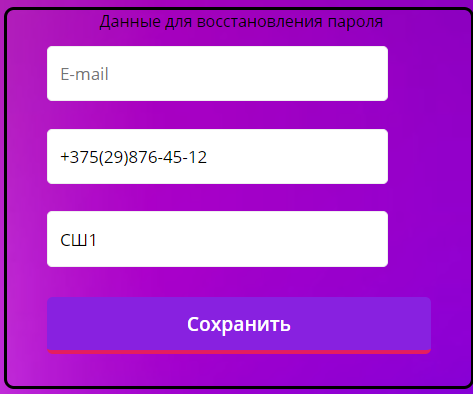 Данные для восстановления пароля
E-mail
+375(29)876-45-12
СШ1
Сохранить